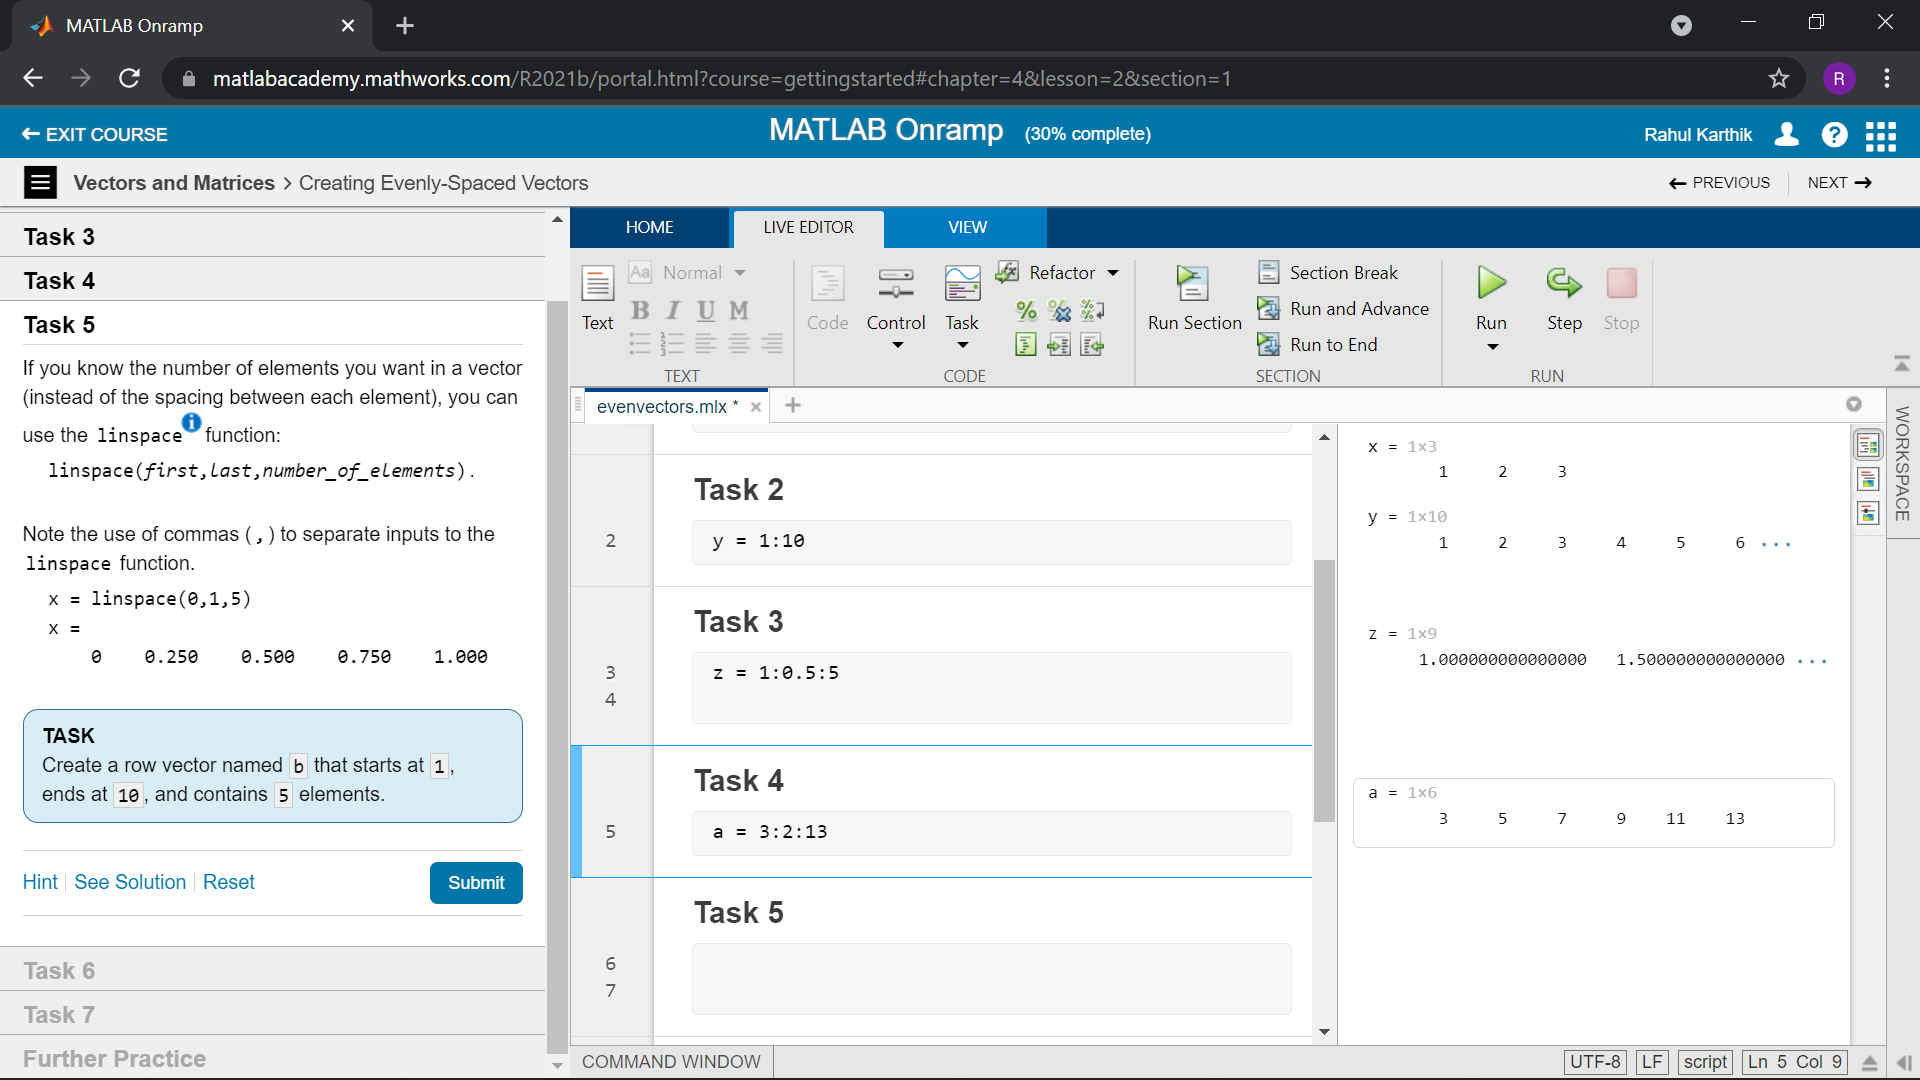 MATLAB Onramp
matlabacademy.mathworks.com/R2021b/portal.html?course=gettingstarted#chapter=4&lesson=2&section=1
R
EXIT COURSE
MATLAB Onramp (30% complete)
Rahul Karthik
?
Vectors and Matrices > Creating Evenly-Spaced Vectors
PREVIOUS
NEXT
Task 3
Task 4
Task 5
If you know the number of elements you want in a vector
(instead of the spacing between each element), you can
use the linspace i function:
linspace(first,last,number_of_elements).
Note the use of commas (,) to separate inputs to the
linspace function.
x = linspace(0,1,5)
x =
0 0.250 0.500 0.750 1.000
TASK
Create a row vector named b that starts at 1,
ends at 10, and contains 5 elements.
Hint
See Solution
Reset
Submit
Task 6
Task 7
Further Practice
HOME
LIVE EDITOR
VIEW
Text
Aa Normal
B I U M
TEXT
Code
Control
Task
Refactor
CODE
Run Section
Section Break
Run and Advance
Run to End
SECTION
Run
Step
Stop
RUN
evenvectors.mlx *
Task 2
2
y = 1:10
Task 3
3
z = 1:0.5:5
4
Task 4
5
a = 3:2:13
Task 5
6
7
x = 1×3
1 2 3
y = 1×10
1 2 3 4 5 6 ...
z = 1×9
1.000000000000000 1.500000000000000 ...
a = 1×6
3 5 7 9 11 13
WORKSPACE
COMMAND WINDOW
UTF-8
LF
script
Ln 5 Col 9